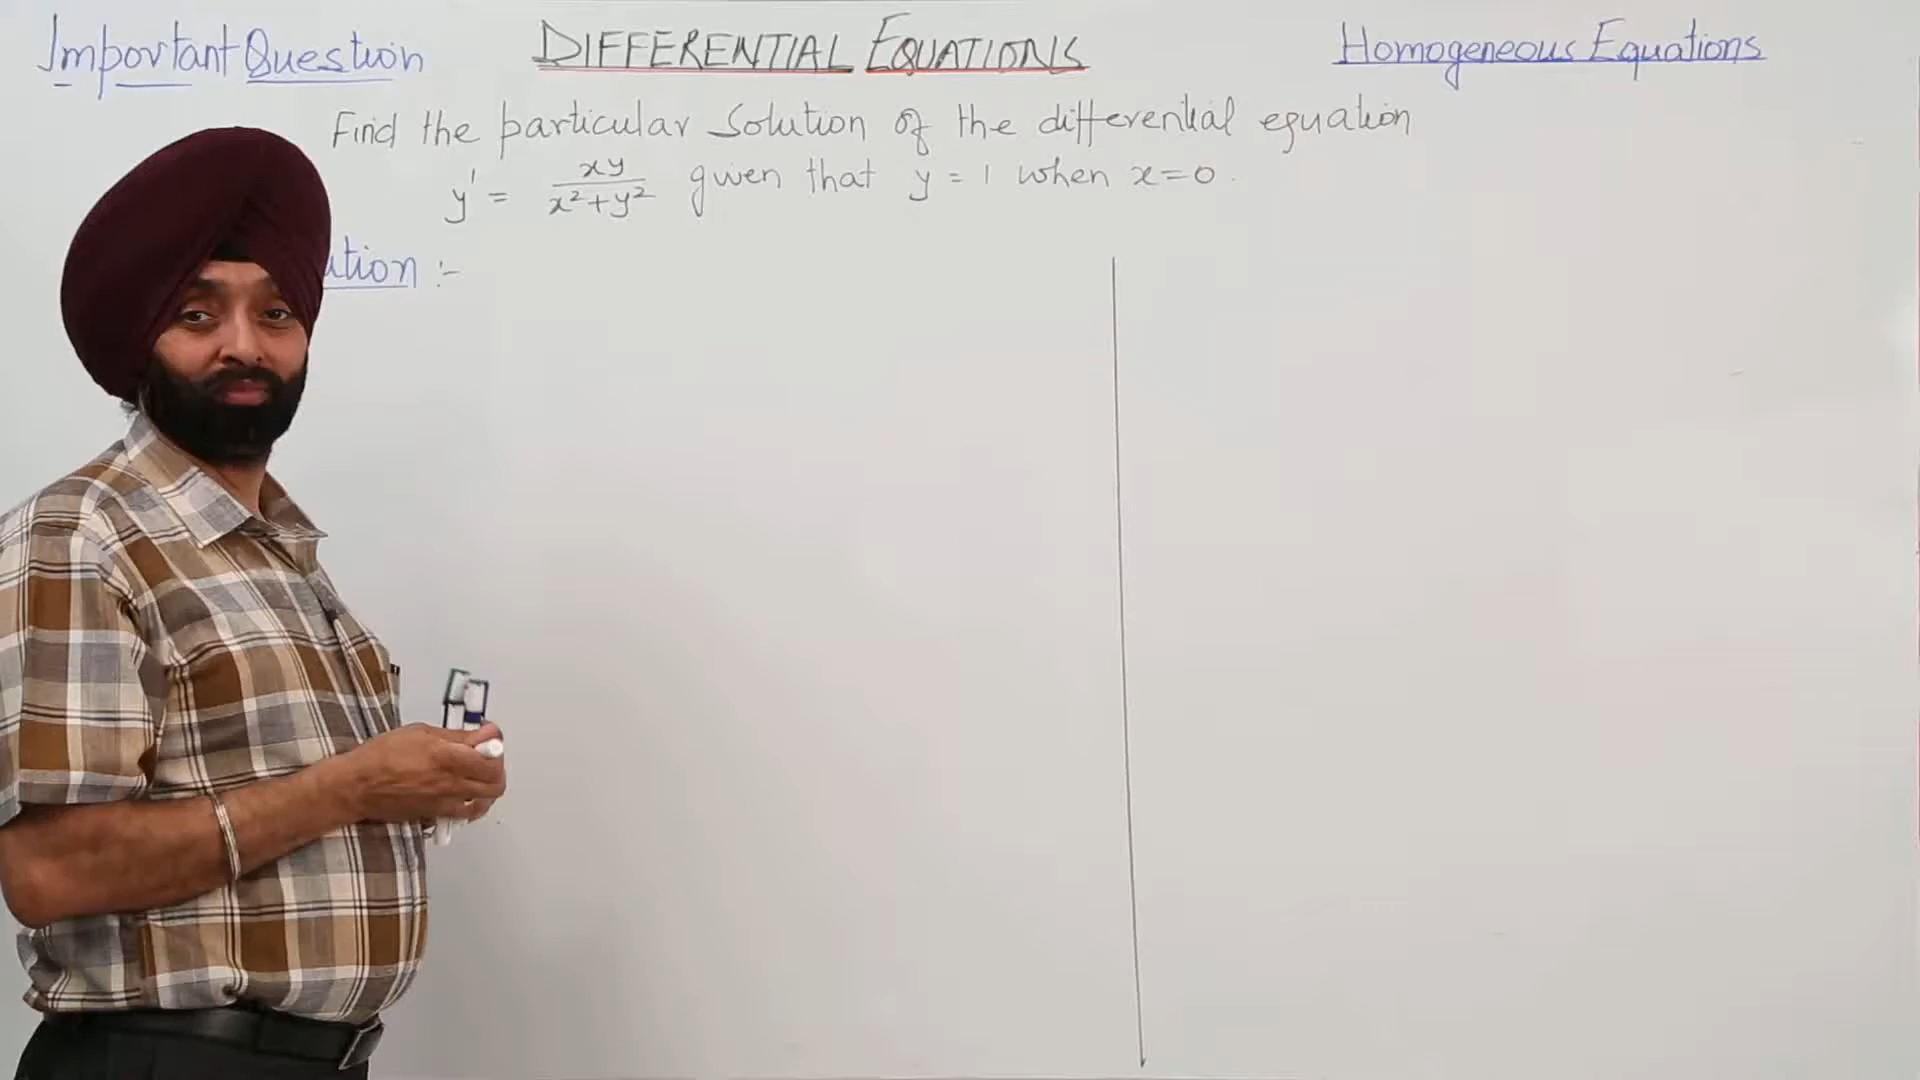 Important Question
DIFFERENTIAL EQUATIONS
Homogeneous Equations
Find the particular solution of the differential equation
y' = xy/(x²+y²) given that y = 1 when x=0.
ution :-